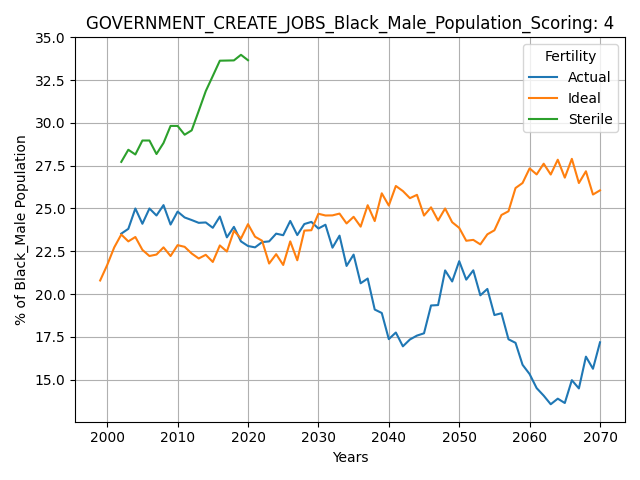 GOVERNMENT_CREATE_JOBS_Black_Male_Population_Scoring: 4
35.0
32.5
30.0
27.5
25.0
22.5
20.0
17.5
15.0
% of Black_Male Population
Fertility
Actual
Ideal
Sterile
2000 2010 2020 2030 2040 2050 2060 2070
Years